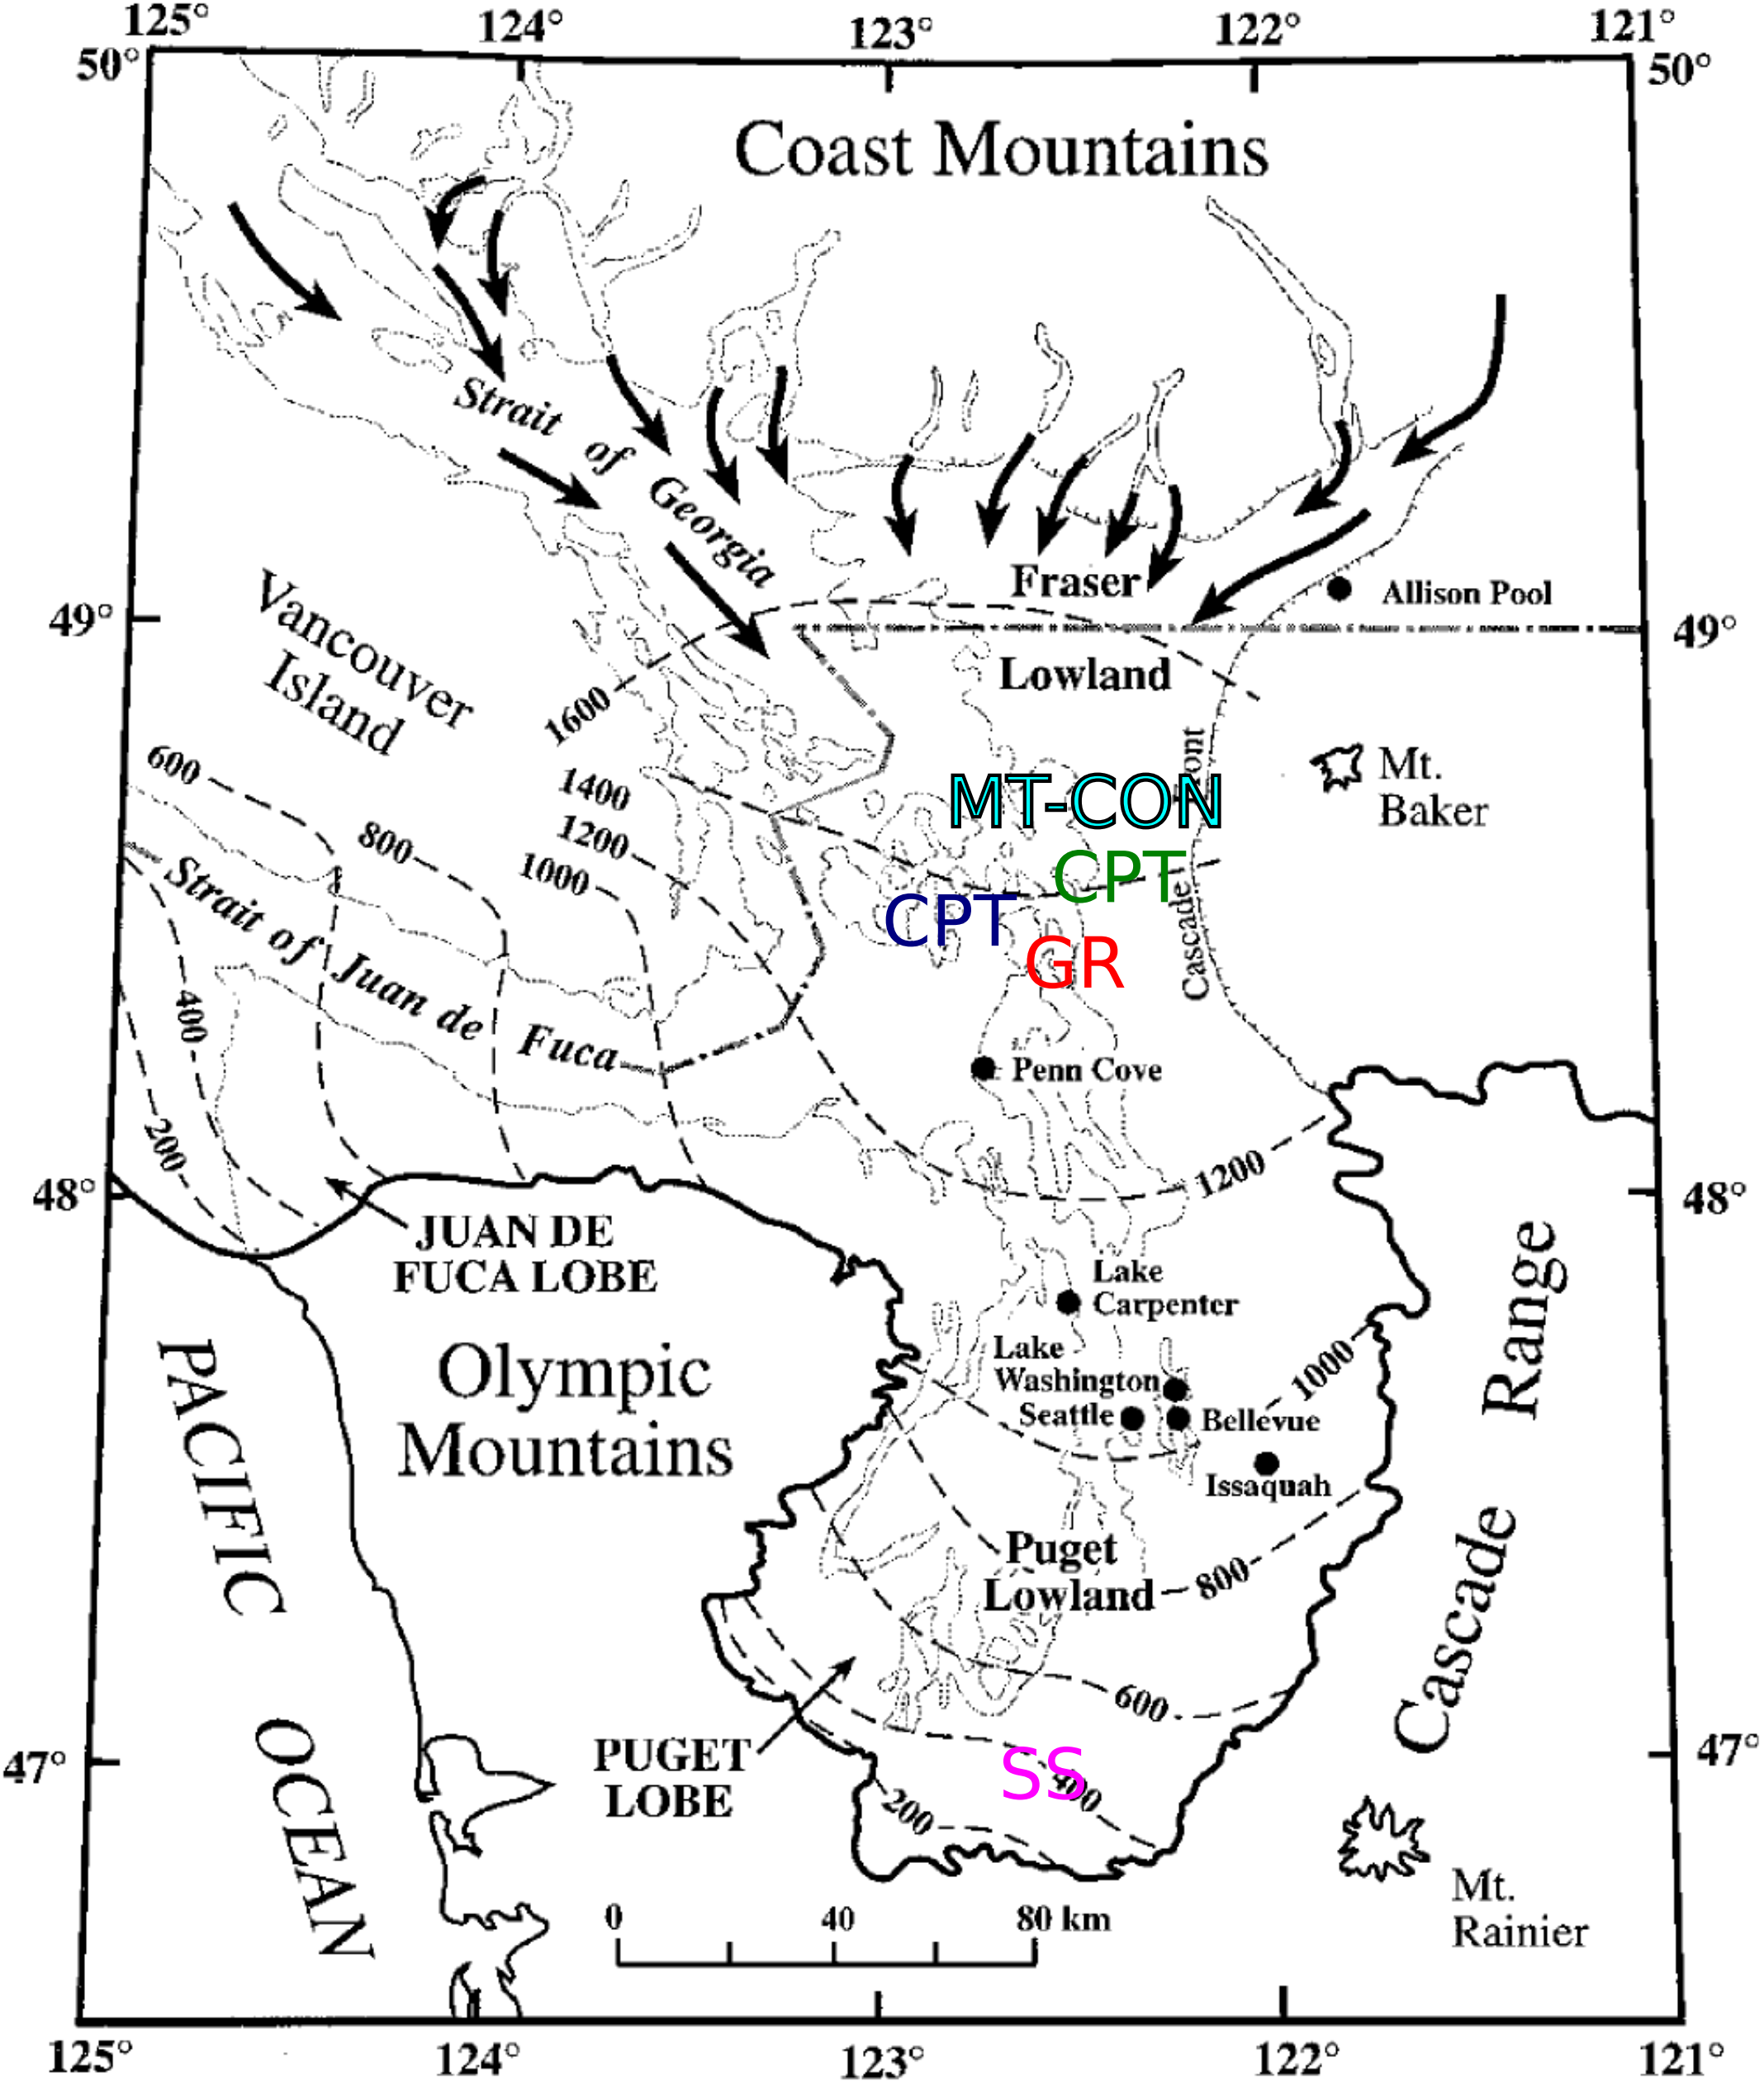 125°
124°
123°
122°
121°
50°
50°
Coast Mountains
Strait of Georgia
Fraser
Allison Pool
49°
49°
Vancouver
Island
Lowland
1600
600
1400
1200
1000
800
MT-CON
Mt.
Baker
CPT
CPT
GR
Cascade Front
Strait of Juan de Fuca
400
200
Penn Cove
1200
48°
48°
JUAN DE
FUCA LOBE
Lake
Carpenter
Lake
Washington
Seattle
Bellevue
Issaquah
1000
Olympic
Mountains
PACIFIC OCEAN
Cascade Range
Puget
Lowland
800
600
PUGET
LOBE
47°
47°
SS
400
200
Mt.
Rainier
0 40 80 km
125°
124°
123°
122°
121°